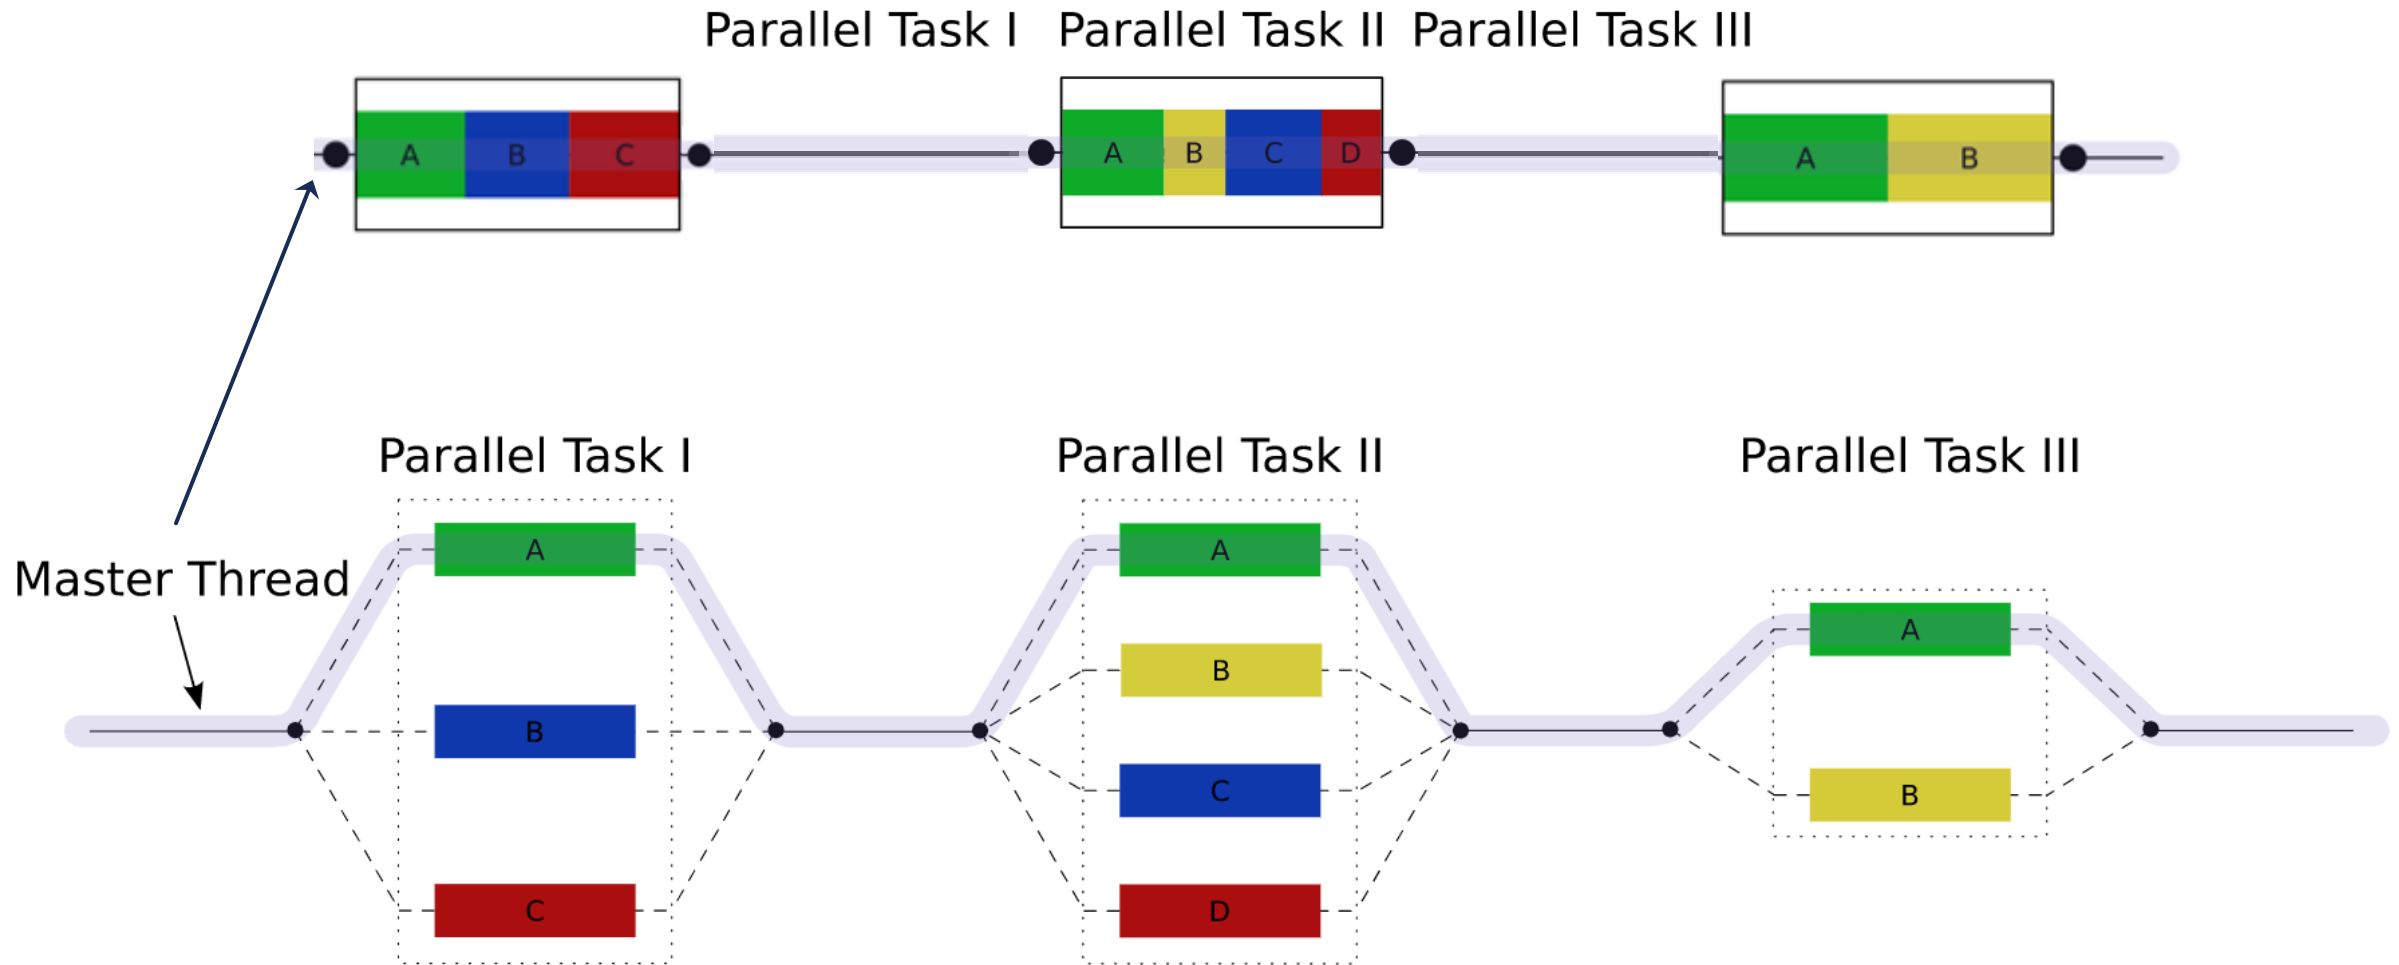 Parallel Task I Parallel Task II Parallel Task III
A B C A B C D A B
Parallel Task I Parallel Task II Parallel Task III
Master Thread
A A A
B B B
C C
D